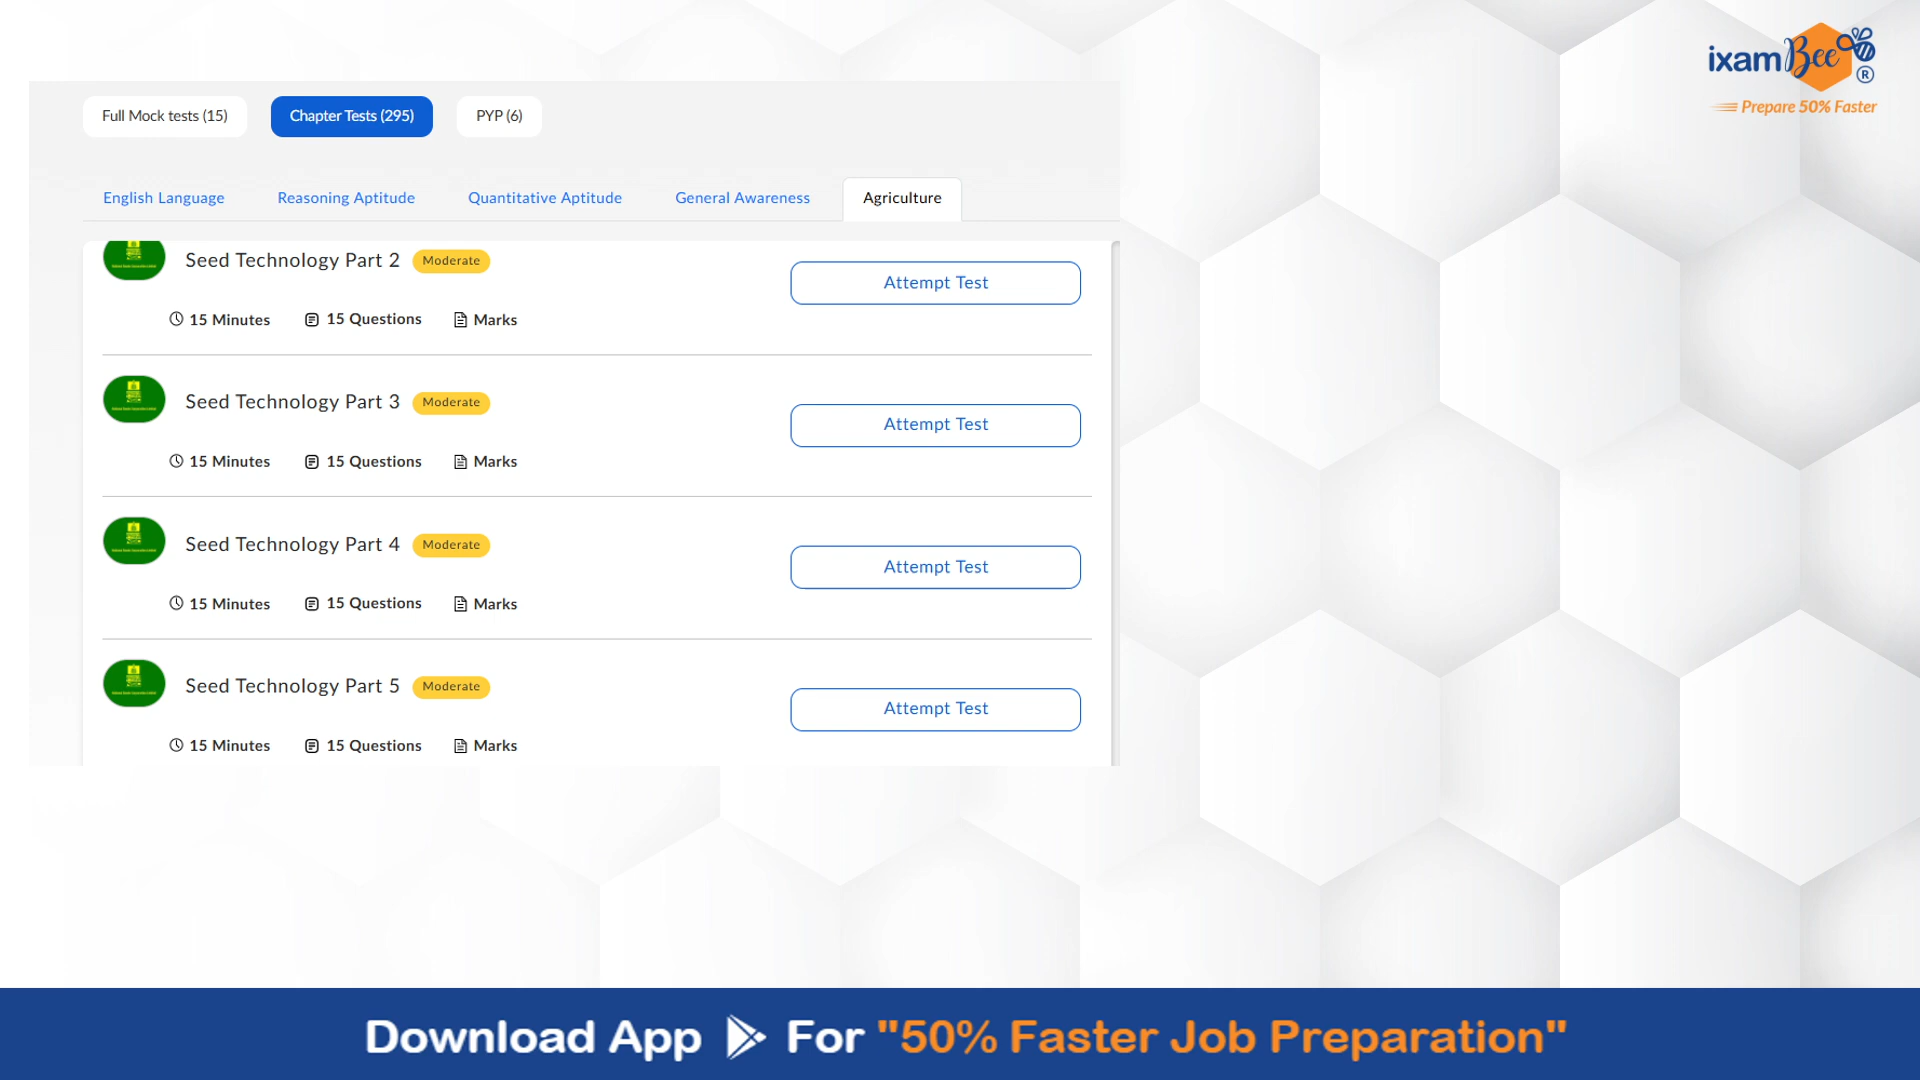 ixamBee®
Prepare 50% Faster
Full Mock tests (15)
Chapter Tests (295)
PYP (6)
English Language
Reasoning Aptitude
Quantitative Aptitude
General Awareness
Agriculture
Seed Technology Part 2 Moderate
Attempt Test
15 Minutes 15 Questions Marks
Seed Technology Part 3 Moderate
Attempt Test
15 Minutes 15 Questions Marks
Seed Technology Part 4 Moderate
Attempt Test
15 Minutes 15 Questions Marks
Seed Technology Part 5 Moderate
Attempt Test
15 Minutes 15 Questions Marks
Download App For "50% Faster Job Preparation"